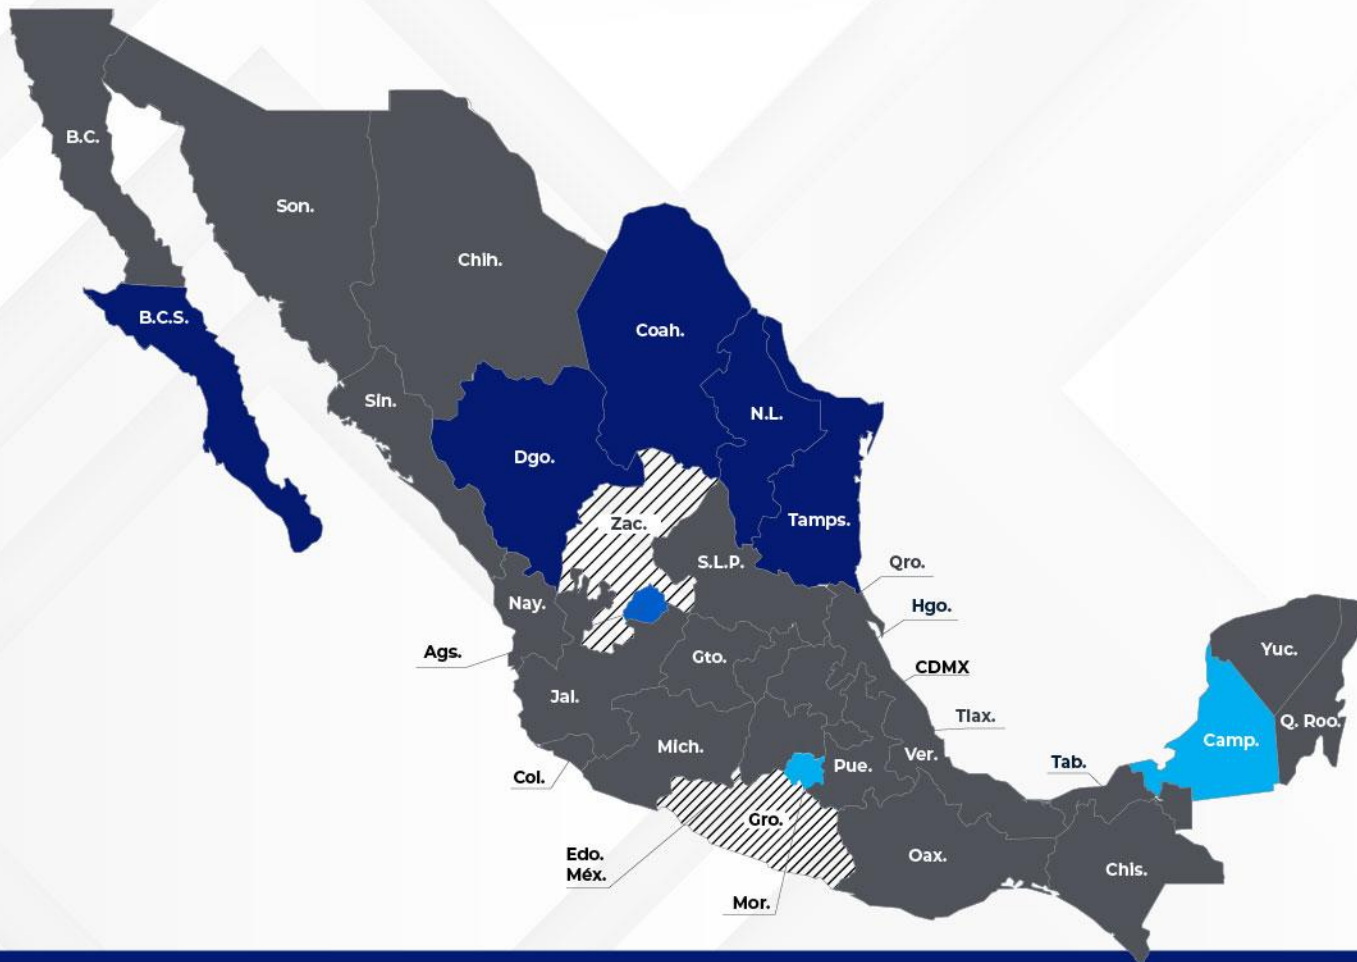 B.C.
Son.
Chih.
B.C.S.
Coah.
Sin.
N.L.
Dgo.
Tamps.
Zac.
S.L.P.
Qro.
Nay.
Hgo.
Ags.
Gto.
CDMX
Yuc.
Jal.
Tlax.
Q. Roo.
Mich.
Ver.
Camp.
Pue.
Tab.
Col.
Gro.
Edo.
Méx.
Oax.
Chis.
Mor.